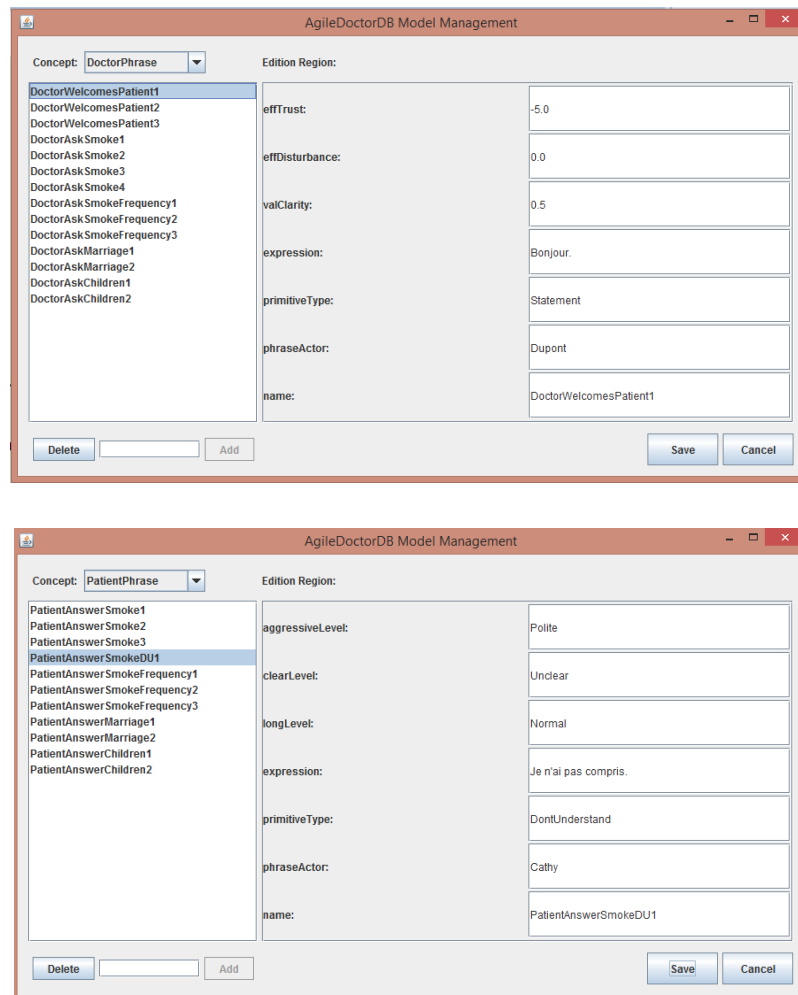 AgileDoctorDB Model Management
Concept: DoctorPhrase
Edition Region:
DoctorWelcomesPatient1
DoctorWelcomesPatient2
DoctorWelcomesPatient3
DoctorAskSmoke1
DoctorAskSmoke2
DoctorAskSmoke3
DoctorAskSmoke4
DoctorAskSmokeFrequency1
DoctorAskSmokeFrequency2
DoctorAskSmokeFrequency3
DoctorAskMarriage1
DoctorAskMarriage2
DoctorAskChildren1
DoctorAskChildren2
effTrust: -5.0
effDisturbance: 0.0
valClarity: 0.5
expression: Bonjour.
primitiveType: Statement
phraseActor: Dupont
name: DoctorWelcomesPatient1
Delete Add Save Cancel
AgileDoctorDB Model Management
Concept: PatientPhrase
Edition Region:
PatientAnswerSmoke1
PatientAnswerSmoke2
PatientAnswerSmoke3
PatientAnswerSmokeDU1
PatientAnswerSmokeFrequency1
PatientAnswerSmokeFrequency2
PatientAnswerSmokeFrequency3
PatientAnswerMarriage1
PatientAnswerMarriage2
PatientAnswerChildren1
PatientAnswerChildren2
aggressiveLevel: Polite
clearLevel: Unclear
longLevel: Normal
expression: Je n'ai pas compris.
primitiveType: DontUnderstand
phraseActor: Cathy
name: PatientAnswerSmokeDU1
Delete Add Save Cancel